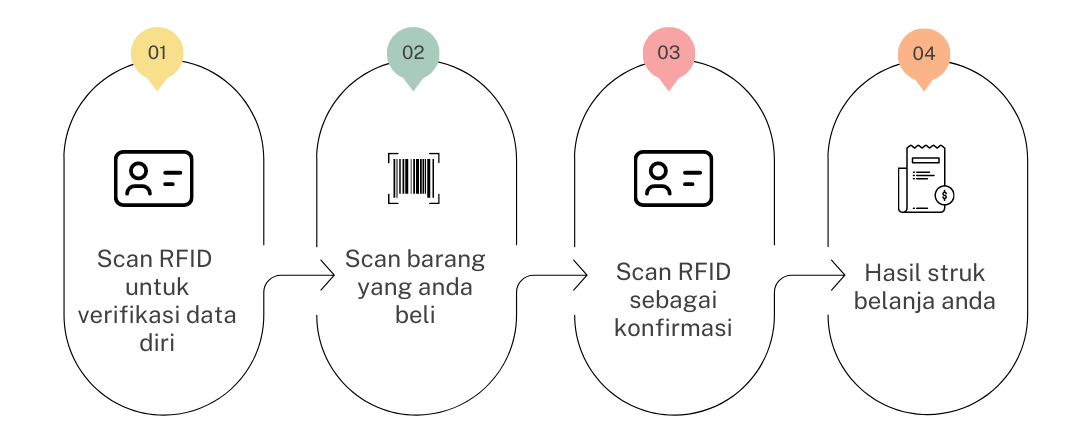 01
Scan RFID
untuk
verifikasi data
diri
02
Scan barang
yang anda
beli
03
Scan RFID
sebagai
konfirmasi
04
$
Hasil struk
belanja anda